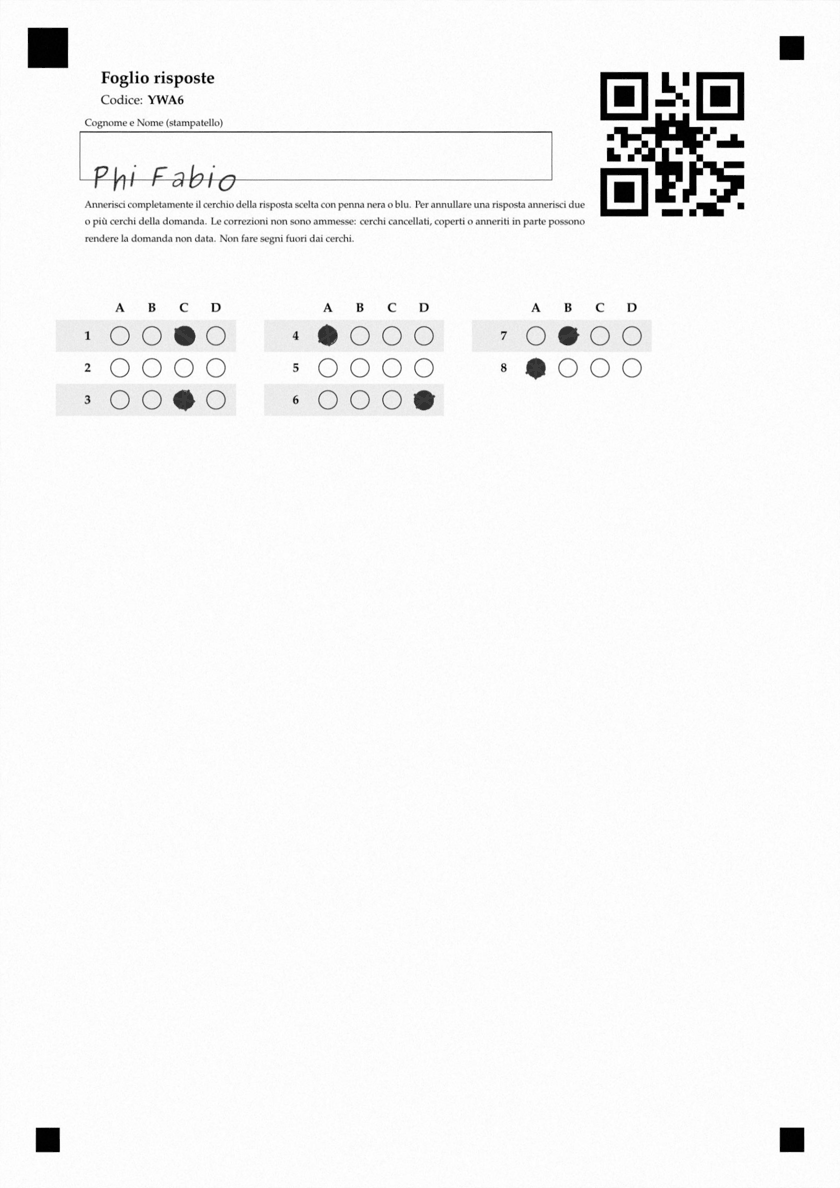 Foglio risposte
Codice: YWA6
Cognome e Nome (stampatello)
Phi Fabio
Annerisci completamente il cerchio della risposta scelta con penna nera o blu. Per annullare una risposta annerisci due
o più cerchi della domanda. Le correzioni non sono ammesse: cerchi cancellati, coperti o anneriti in parte possono
rendere la domanda non data. Non fare segni fuori dai cerchi.
A B C D
1
2
3
A B C D
4
5
6
A B C D
7
8